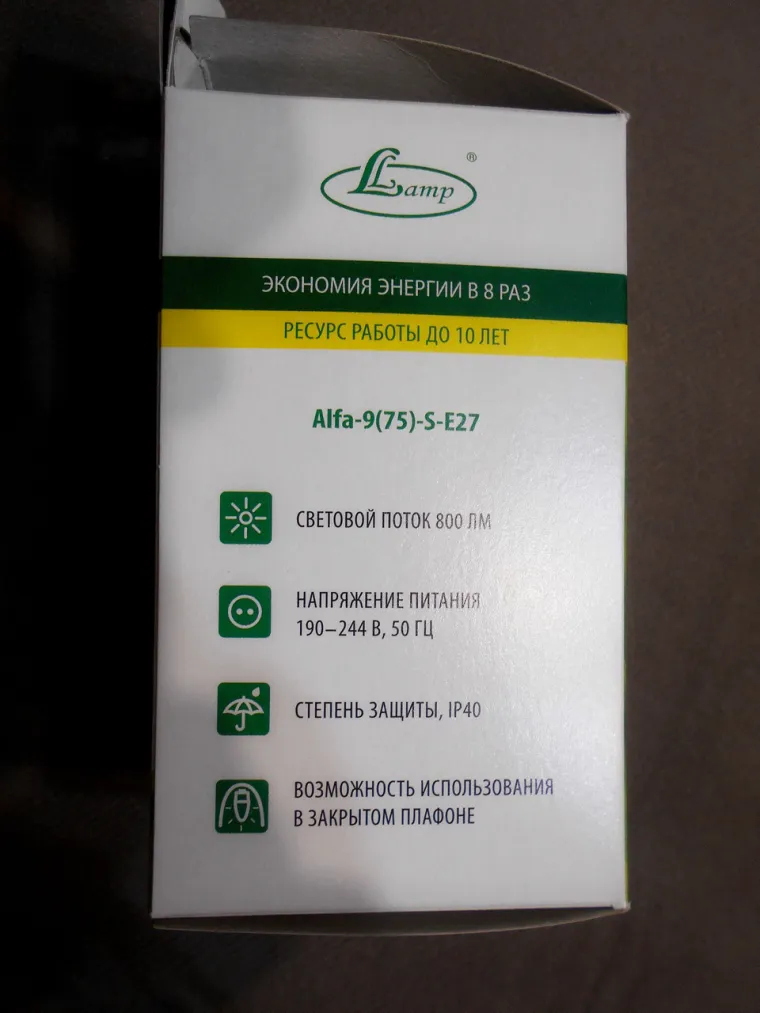 LLamp ®
ЭКОНОМИЯ ЭНЕРГИИ В 8 РАЗ
РЕСУРС РАБОТЫ ДО 10 ЛЕТ
Alfa-9(75)-S-E27
СВЕТОВОЙ ПОТОК 800 ЛМ
НАПРЯЖЕНИЕ ПИТАНИЯ
190–244 В, 50 ГЦ
СТЕПЕНЬ ЗАЩИТЫ, IP40
ВОЗМОЖНОСТЬ ИСПОЛЬЗОВАНИЯ
В ЗАКРЫТОМ ПЛАФОНЕ